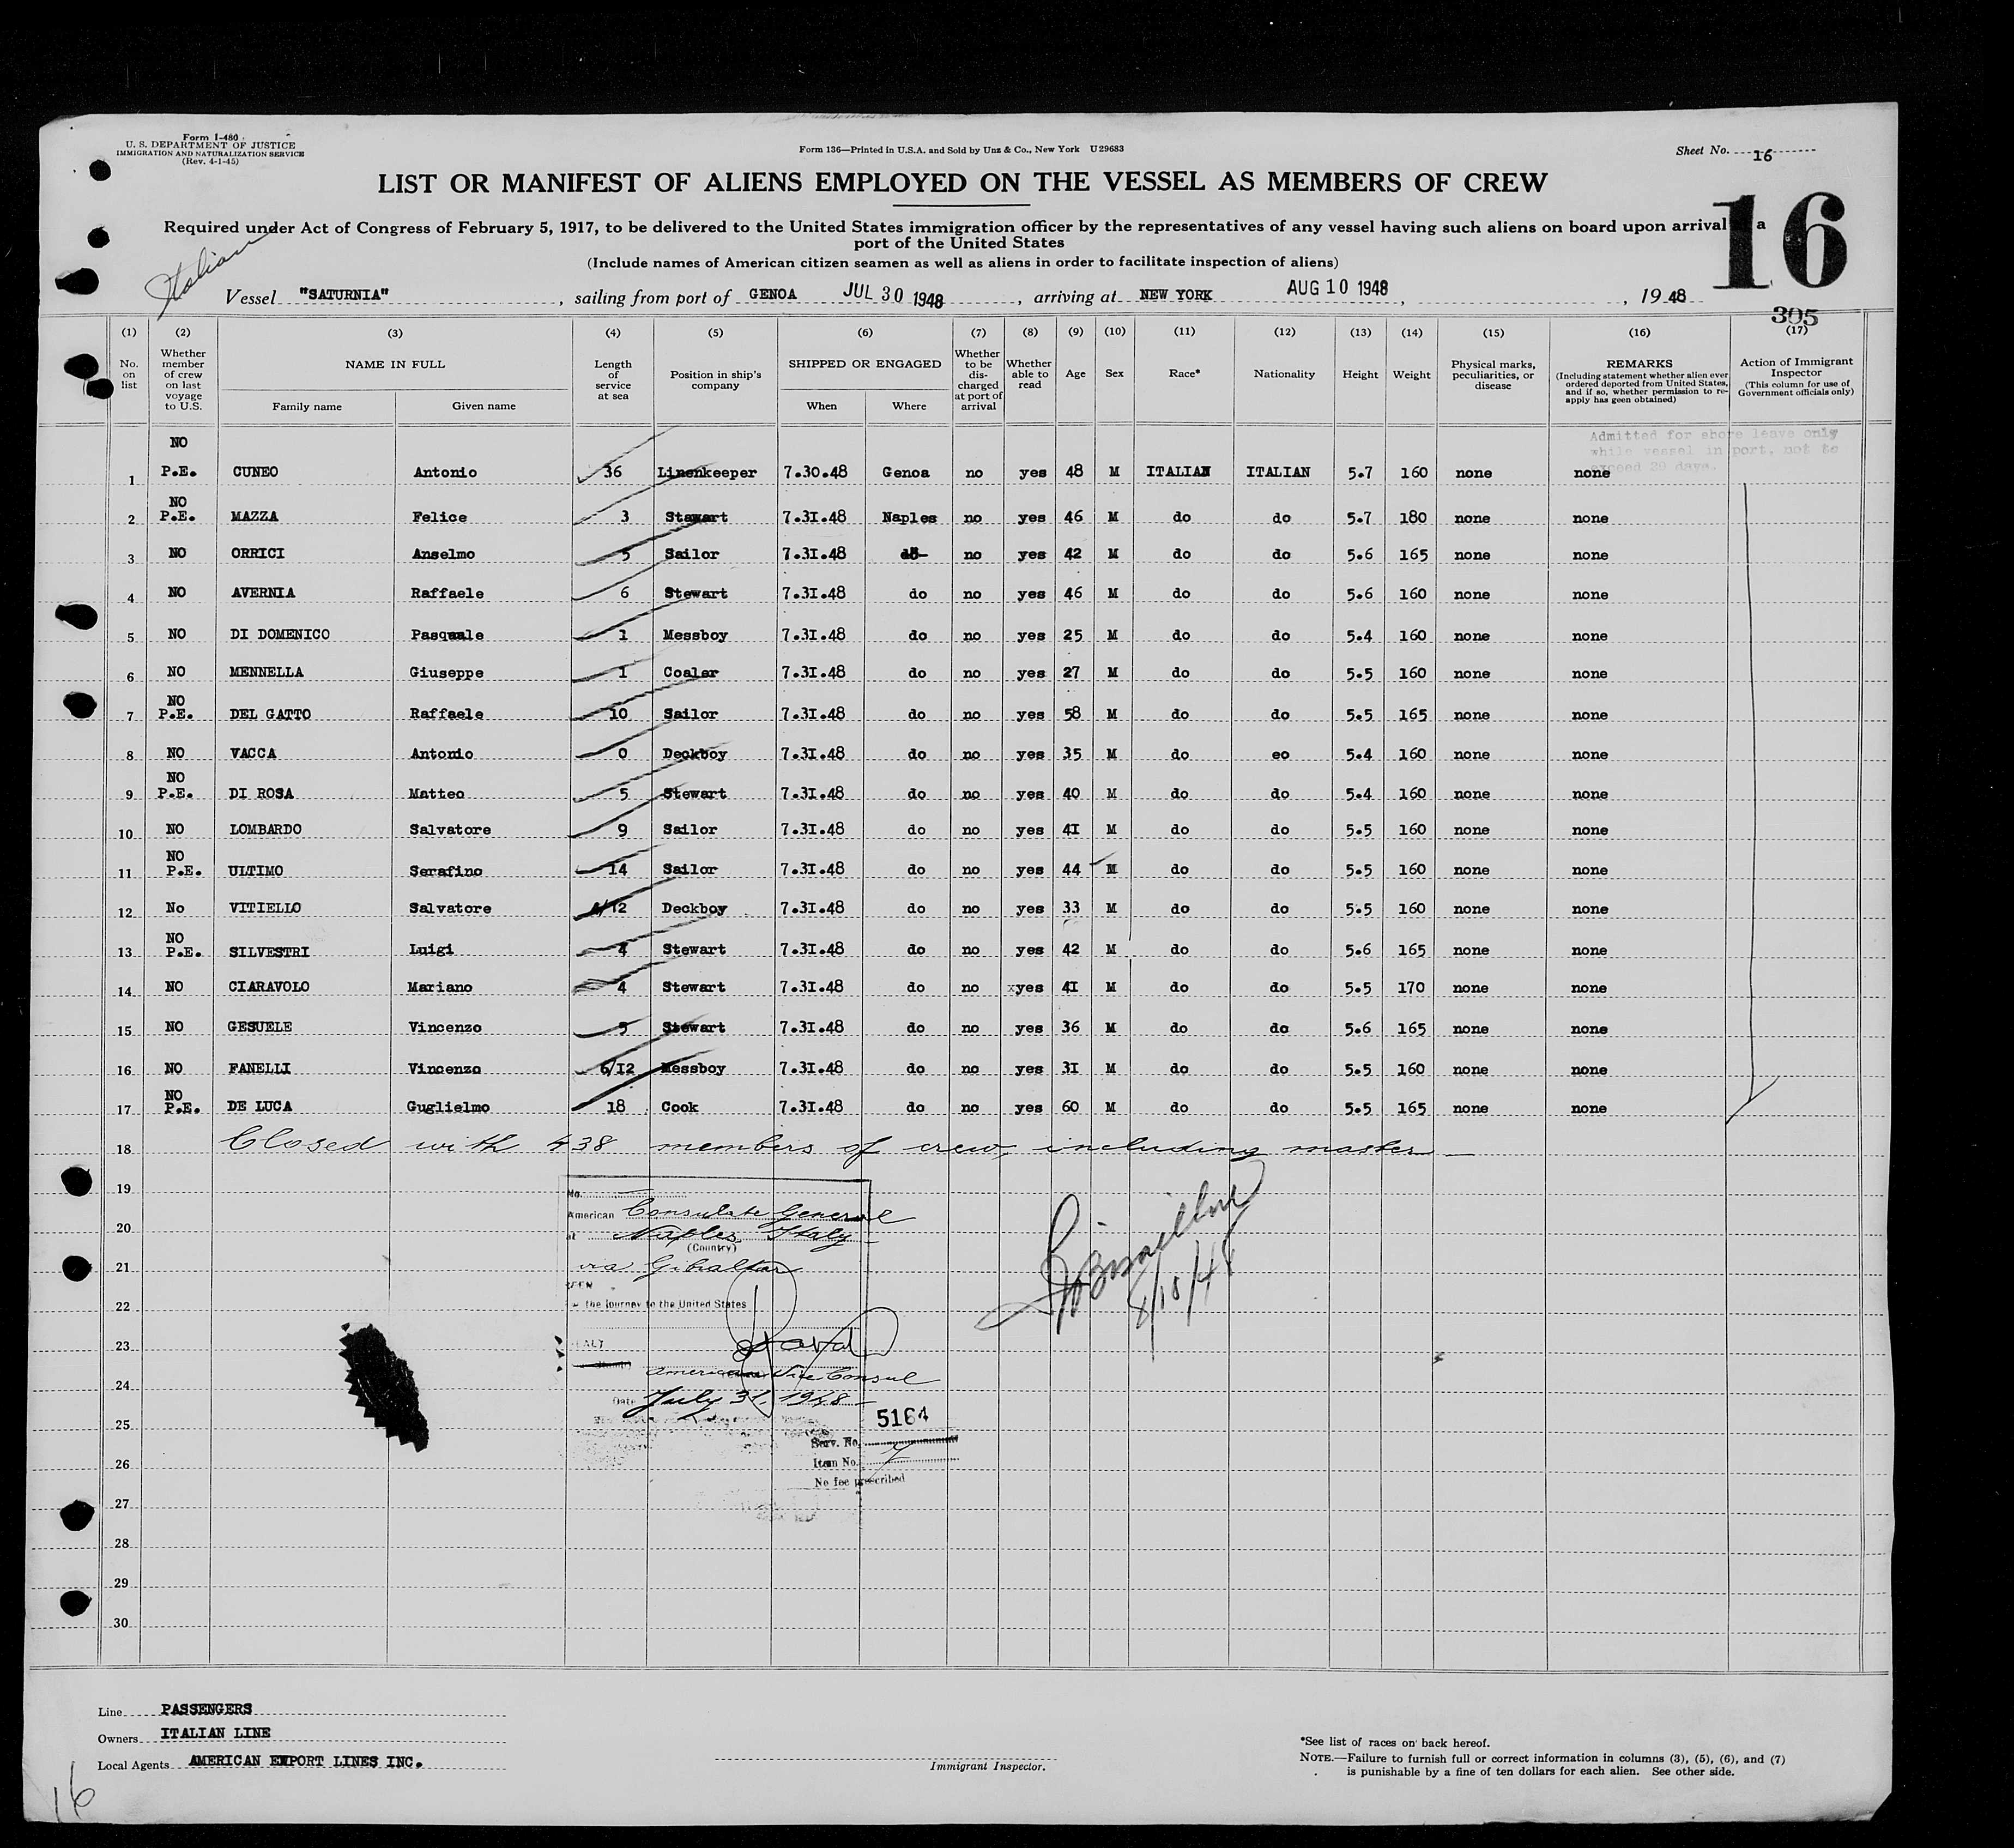 Form I-480
U. S. DEPARTMENT OF JUSTICE
IMMIGRATION AND NATURALIZATION SERVICE
(Rev. 4-1-45)
Form 136—Printed in U.S.A. and Sold by Unz & Co., New York U29683
Sheet No. 16
LIST OR MANIFEST OF ALIENS EMPLOYED ON THE VESSEL AS MEMBERS OF CREW
16
Required under Act of Congress of February 5, 1917, to be delivered to the United States immigration officer by the representatives of any vessel having such aliens on board upon arrival a
port of the United States
(Include names of American citizen seamen as well as aliens in order to facilitate inspection of aliens)
Italian
Vessel "SATURNIA", sailing from port of GENOA JUL 30 1948, arriving at NEW YORK AUG 10 1948, 1948
305
(1) (2) (3) (4) (5) (6) (7) (8) (9) (10) (11) (12) (13) (14) (15) (16) (17)
No. on list
Whether member of crew on last voyage to U.S.
NAME IN FULL
Family name Given name
Length of service at sea
Position in ship's company
SHIPPED OR ENGAGED
When Where
Whether to be discharged at port of arrival
Whether able to read
Age
Sex
Race*
Nationality
Height
Weight
Physical marks, peculiarities, or disease
REMARKS
(Including statement whether alien ever ordered deported from United States, and if so, whether permission to re-apply has geen obtained)
Action of Immigrant Inspector
(This column for use of Government officials only)
Admitted for shore leave only
while vessel in port, not to
exceed 29 days.
1 NO P.E. CUNEO Antonio 36 Linenkeeper 7.30.48 Genoa no yes 48 M ITALIAN ITALIAN 5.7 160 none none
2 NO P.E. MAZZA Felice 3 Stewart 7.31.48 Naples no yes 46 M do do 5.7 180 none none
3 NO ORRICI Anselmo 5 Sailor 7.31.48 do no yes 42 M do do 5.6 165 none none
4 NO AVERNIA Raffaele 6 Stewart 7.31.48 do no yes 46 M do do 5.6 160 none none
5 NO DI DOMENICO Pasquale 1 Messboy 7.31.48 do no yes 25 M do do 5.4 160 none none
6 NO MENNELLA Giuseppe 1 Coaler 7.31.48 do no yes 27 M do do 5.5 160 none none
7 NO P.E. DEL GATTO Raffaele 10 Sailor 7.31.48 do no yes 58 M do do 5.5 165 none none
8 NO VACCA Antonio 0 Deckboy 7.31.48 do no yes 35 M do eo 5.4 160 none none
9 NO P.E. DI ROSA Matteo 5 Stewart 7.31.48 do no yes 40 M do do 5.4 160 none none
10 NO LOMBARDO Salvatore 9 Sailor 7.31.48 do no yes 41 M do do 5.5 160 none none
11 NO P.E. ULTIMO Serafino 14 Sailor 7.31.48 do no yes 44 M do do 5.5 160 none none
12 No VITIELLO Salvatore /12 Deckboy 7.31.48 do no yes 33 M do do 5.5 160 none none
13 NO P.E. SILVESTRI Luigi 4 Stewart 7.31.48 do no yes 42 M do do 5.6 165 none none
14 NO CIARAVOLO Mariano 4 Stewart 7.31.48 do no xyes 41 M do do 5.5 170 none none
15 NO GESUELE Vincenzo 5 Stewart 7.31.48 do no yes 36 M do do 5.6 165 none none
16 NO FANELLI Vincenzo 6/12 Messboy 7.31.48 do no yes 31 M do do 5.5 160 none none
17 NO P.E. DE LUCA Guglielmo 18 Cook 7.31.48 do no yes 60 M do do 5.5 165 none none
18 Closed with 438 members of crew, including master
19
20
21
22
23
24
25
26
27
28
29
30
No.
American Consulate General
at Naples, Italy
(Country)
via Gibraltar
SEEN
the journey to the United States
American Vice Consul
Date July 31, 1948
5164
Serv. No.
Item No. 7
No fee prescribed
8/10/48
Line PASSENGERS
Owners ITALIAN LINE
Local Agents AMERICAN EXPORT LINES INC.
Immigrant Inspector.
*See list of races on back hereof.
NOTE.—Failure to furnish full or correct information in columns (3), (5), (6), and (7)
is punishable by a fine of ten dollars for each alien. See other side.
16